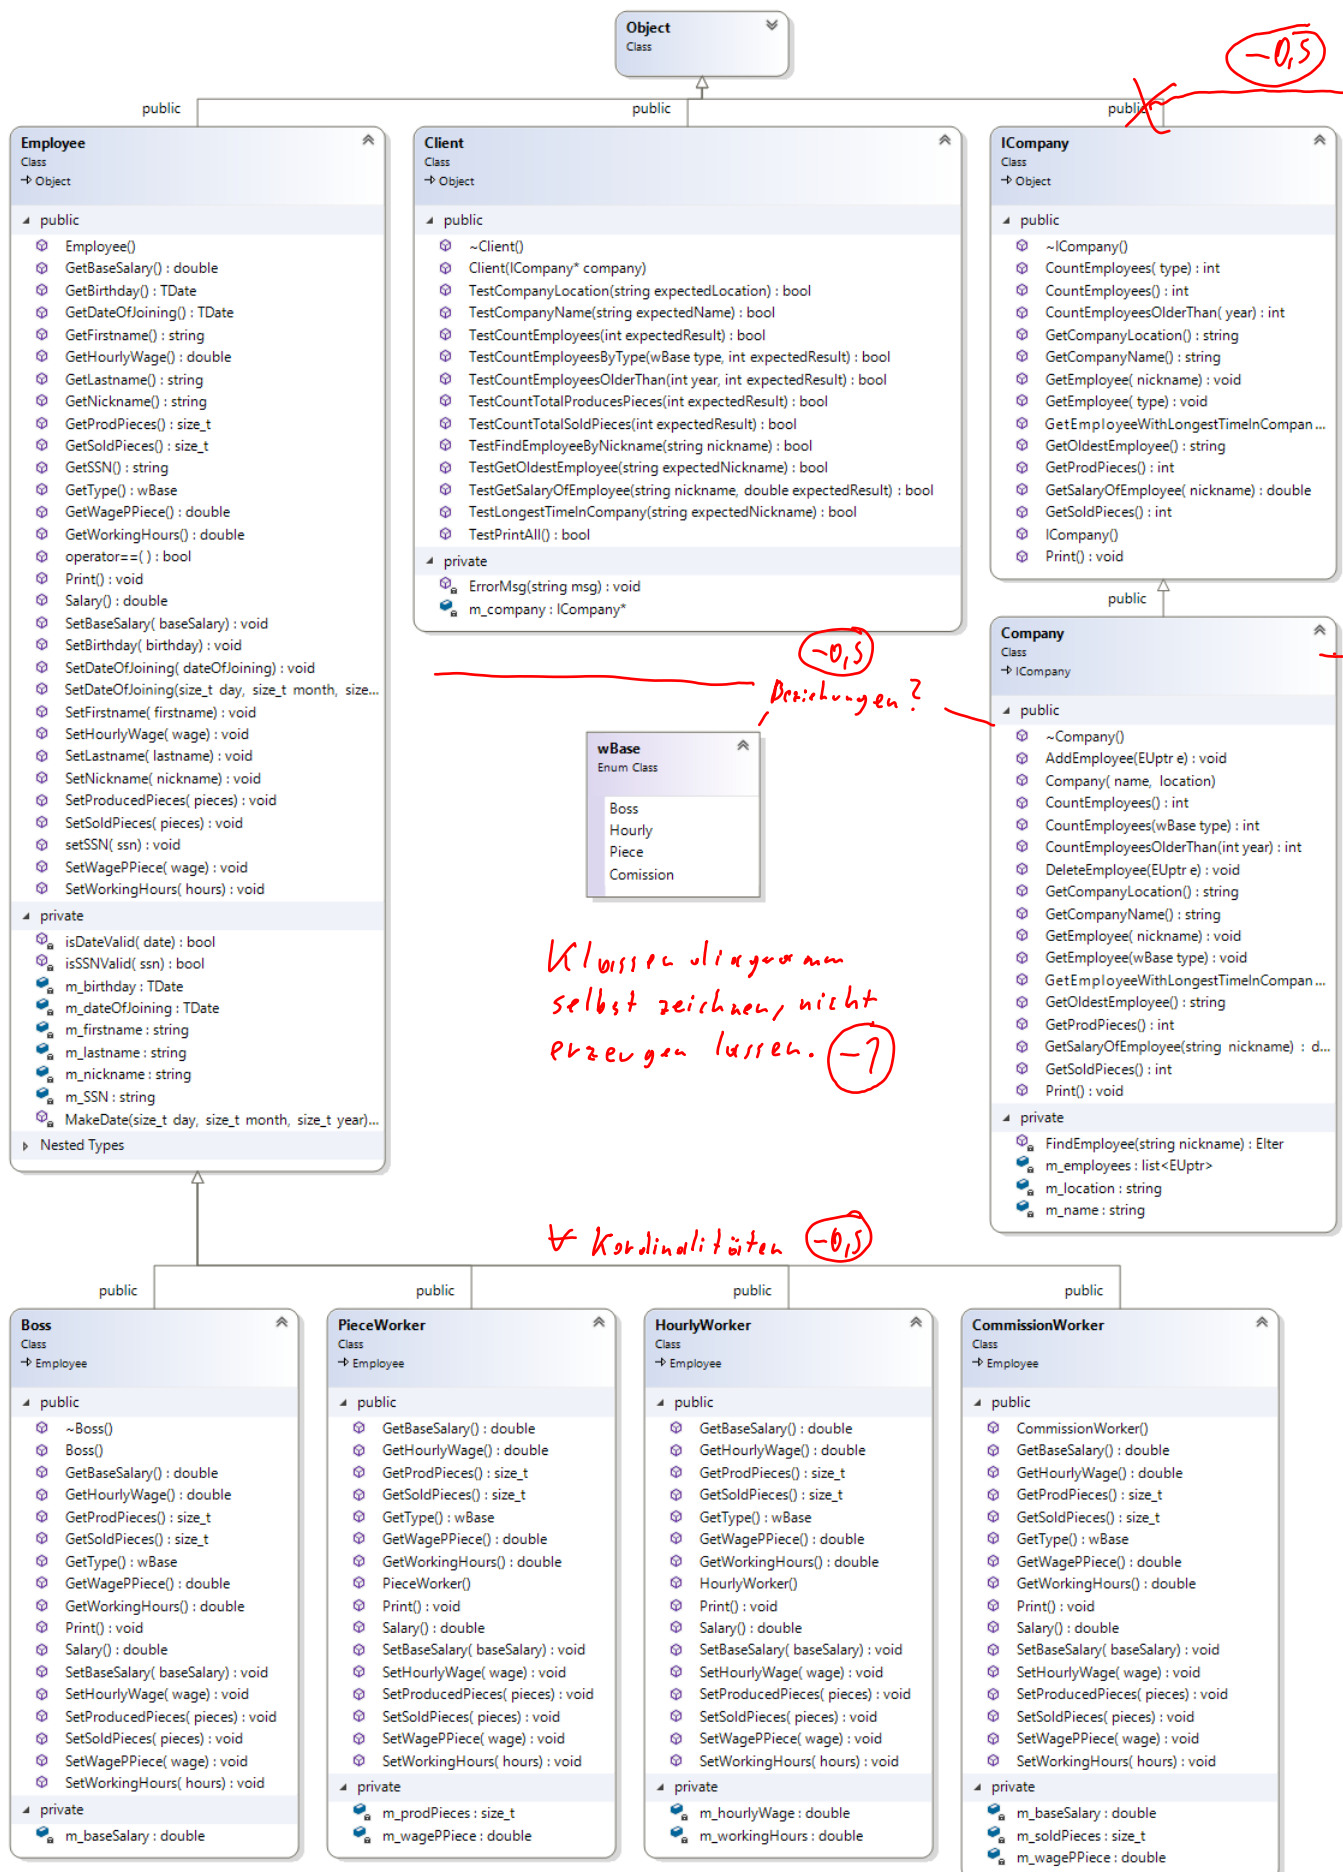 Object
Class
-0,5
public
public
public
Employee
Class
Object
public
Employee()
GetBaseSalary() : double
GetBirthday() : TDate
GetDateOfJoining() : TDate
GetFirstname() : string
GetHourlyWage() : double
GetLastname() : string
GetNickname() : string
GetProdPieces() : size_t
GetSoldPieces() : size_t
GetSSN() : string
GetType() : wBase
GetWagePPiece() : double
GetWorkingHours() : double
operator==( ) : bool
Print() : void
Salary() : double
SetBaseSalary( baseSalary) : void
SetBirthday( birthday) : void
SetDateOfJoining( dateOfJoining) : void
SetDateOfJoining(size_t day, size_t month, size...
SetFirstname( firstname) : void
SetHourlyWage( wage) : void
SetLastname( lastname) : void
SetNickname( nickname) : void
SetProducedPieces( pieces) : void
SetSoldPieces( pieces) : void
setSSN( ssn) : void
SetWagePPiece( wage) : void
SetWorkingHours( hours) : void
private
isDateValid( date) : bool
isSSNValid( ssn) : bool
m_birthday : TDate
m_dateOfJoining : TDate
m_firstname : string
m_lastname : string
m_nickname : string
m_SSN : string
MakeDate(size_t day, size_t month, size_t year)...
Nested Types
Client
Class
Object
public
~Client()
Client(ICompany* company)
TestCompanyLocation(string expectedLocation) : bool
TestCompanyName(string expectedName) : bool
TestCountEmployees(int expectedResult) : bool
TestCountEmployeesByType(wBase type, int expectedResult) : bool
TestCountEmployeesOlderThan(int year, int expectedResult) : bool
TestCountTotalProducesPieces(int expectedResult) : bool
TestCountTotalSoldPieces(int expectedResult) : bool
TestFindEmployeeByNickname(string nickname) : bool
TestGetOldestEmployee(string expectedNickname) : bool
TestGetSalaryOfEmployee(string nickname, double expectedResult) : bool
TestLongestTimeInCompany(string expectedNickname) : bool
TestPrintAll() : bool
private
ErrorMsg(string msg) : void
m_company : ICompany*
ICompany
Class
Object
public
~ICompany()
CountEmployees( type) : int
CountEmployees() : int
CountEmployeesOlderThan( year) : int
GetCompanyLocation() : string
GetCompanyName() : string
GetEmployee( nickname) : void
GetEmployee( type) : void
GetEmployeeWithLongestTimeInCompan...
GetOldestEmployee() : string
GetProdPieces() : int
GetSalaryOfEmployee( nickname) : double
GetSoldPieces() : int
ICompany()
Print() : void
public
-0,5
Beziehungen?
wBase
Enum Class
Boss
Hourly
Piece
Comission
Company
Class
ICompany
public
~Company()
AddEmployee(EUptr e) : void
Company( name, location)
CountEmployees() : int
CountEmployees(wBase type) : int
CountEmployeesOlderThan(int year) : int
DeleteEmployee(EUptr e) : void
GetCompanyLocation() : string
GetCompanyName() : string
GetEmployee( nickname) : void
GetEmployee(wBase type) : void
GetEmployeeWithLongestTimeInCompan...
GetOldestEmployee() : string
GetProdPieces() : int
GetSalaryOfEmployee(string nickname) : d...
GetSoldPieces() : int
Print() : void
private
FindEmployee(string nickname) : EIter
m_employees : list<EUptr>
m_location : string
m_name : string
Klassendiagramm
selbst zeichnen, nicht
erzeugen lassen. -1
∀ Kardinalitäten -0,5
public
public
public
public
Boss
Class
Employee
public
~Boss()
Boss()
GetBaseSalary() : double
GetHourlyWage() : double
GetProdPieces() : size_t
GetSoldPieces() : size_t
GetType() : wBase
GetWagePPiece() : double
GetWorkingHours() : double
Print() : void
Salary() : double
SetBaseSalary( baseSalary) : void
SetHourlyWage( wage) : void
SetProducedPieces( pieces) : void
SetSoldPieces( pieces) : void
SetWagePPiece( wage) : void
SetWorkingHours( hours) : void
private
m_baseSalary : double
PieceWorker
Class
Employee
public
GetBaseSalary() : double
GetHourlyWage() : double
GetProdPieces() : size_t
GetSoldPieces() : size_t
GetType() : wBase
GetWagePPiece() : double
GetWorkingHours() : double
PieceWorker()
Print() : void
Salary() : double
SetBaseSalary( baseSalary) : void
SetHourlyWage( wage) : void
SetProducedPieces( pieces) : void
SetSoldPieces( pieces) : void
SetWagePPiece( wage) : void
SetWorkingHours( hours) : void
private
m_prodPieces : size_t
m_wagePPiece : double
HourlyWorker
Class
Employee
public
GetBaseSalary() : double
GetHourlyWage() : double
GetProdPieces() : size_t
GetSoldPieces() : size_t
GetType() : wBase
GetWagePPiece() : double
GetWorkingHours() : double
HourlyWorker()
Print() : void
Salary() : double
SetBaseSalary( baseSalary) : void
SetHourlyWage( wage) : void
SetProducedPieces( pieces) : void
SetSoldPieces( pieces) : void
SetWagePPiece( wage) : void
SetWorkingHours( hours) : void
private
m_hourlyWage : double
m_workingHours : double
CommissionWorker
Class
Employee
public
CommissionWorker()
GetBaseSalary() : double
GetHourlyWage() : double
GetProdPieces() : size_t
GetSoldPieces() : size_t
GetType() : wBase
GetWagePPiece() : double
GetWorkingHours() : double
Print() : void
Salary() : double
SetBaseSalary( baseSalary) : void
SetHourlyWage( wage) : void
SetProducedPieces( pieces) : void
SetSoldPieces( pieces) : void
SetWagePPiece( wage) : void
SetWorkingHours( hours) : void
private
m_baseSalary : double
m_soldPieces : size_t
m_wagePPiece : double